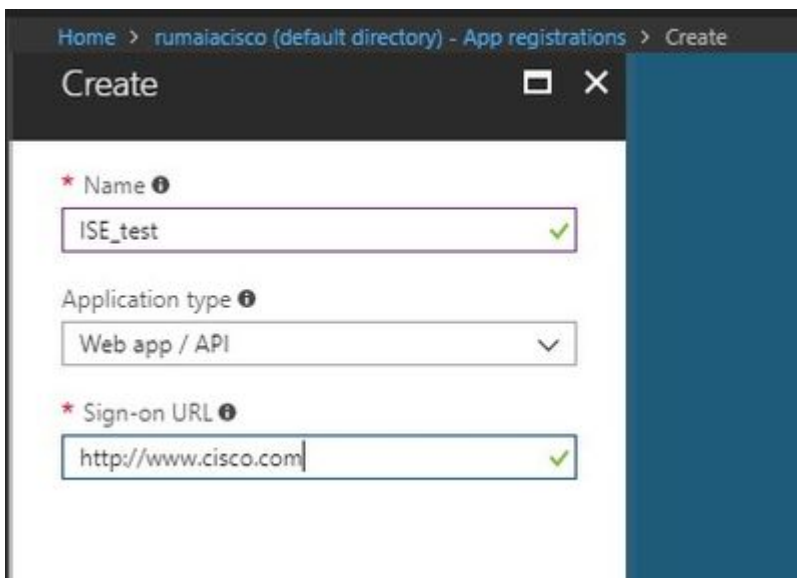 Home > rumaiacisco (default directory) - App registrations > Create
Create
* Name
ISE_test
Application type
Web app / API
* Sign-on URL
http://www.cisco.com